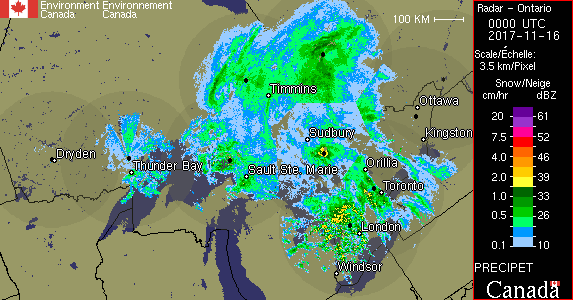 Environment Environnement
Canada Canada
100 KM
Timmins
Ottawa
Sudbury
Kingston
Dryden
Thunder Bay
Sault Ste. Marie
Orillia
Toronto
London
Windsor
Radar - Ontario
0000 UTC
2017-11-16
Scale/Échelle:
3.5 km/Pixel
Snow/Neige
cm/hr dBZ
20 61
7.5 52
4.0 46
2.0 39
1.0 33
0.5 26
0.1 10
PRECIPET
Canada